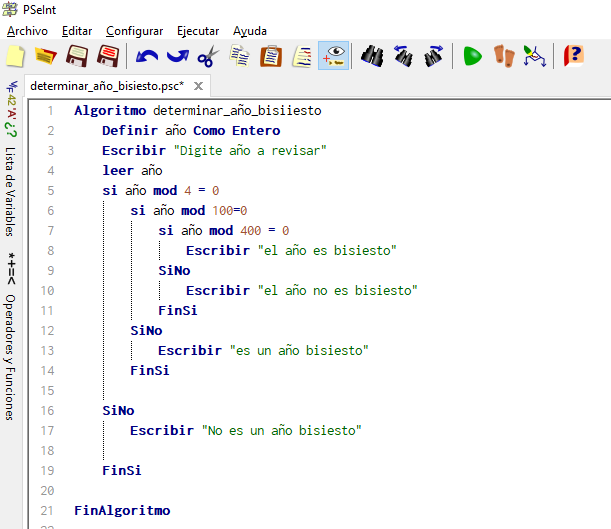 PSeInt
Archivo Editar Configurar Ejecutar Ayuda
determinar_año_bisiesto.psc*
Lista de Variables
Operadores y Funciones
1 Algoritmo determinar_año_bisiiesto
2 Definir año Como Entero
3 Escribir "Digite año a revisar"
4 leer año
5 si año mod 4 = 0
6 si año mod 100=0
7 si año mod 400 = 0
8 Escribir "el año es bisiesto"
9 SiNo
10 Escribir "el año no es bisiesto"
11 FinSi
12 SiNo
13 Escribir "es un año bisiesto"
14 FinSi
15
16 SiNo
17 Escribir "No es un año bisiesto"
18
19 FinSi
20
21 FinAlgoritmo